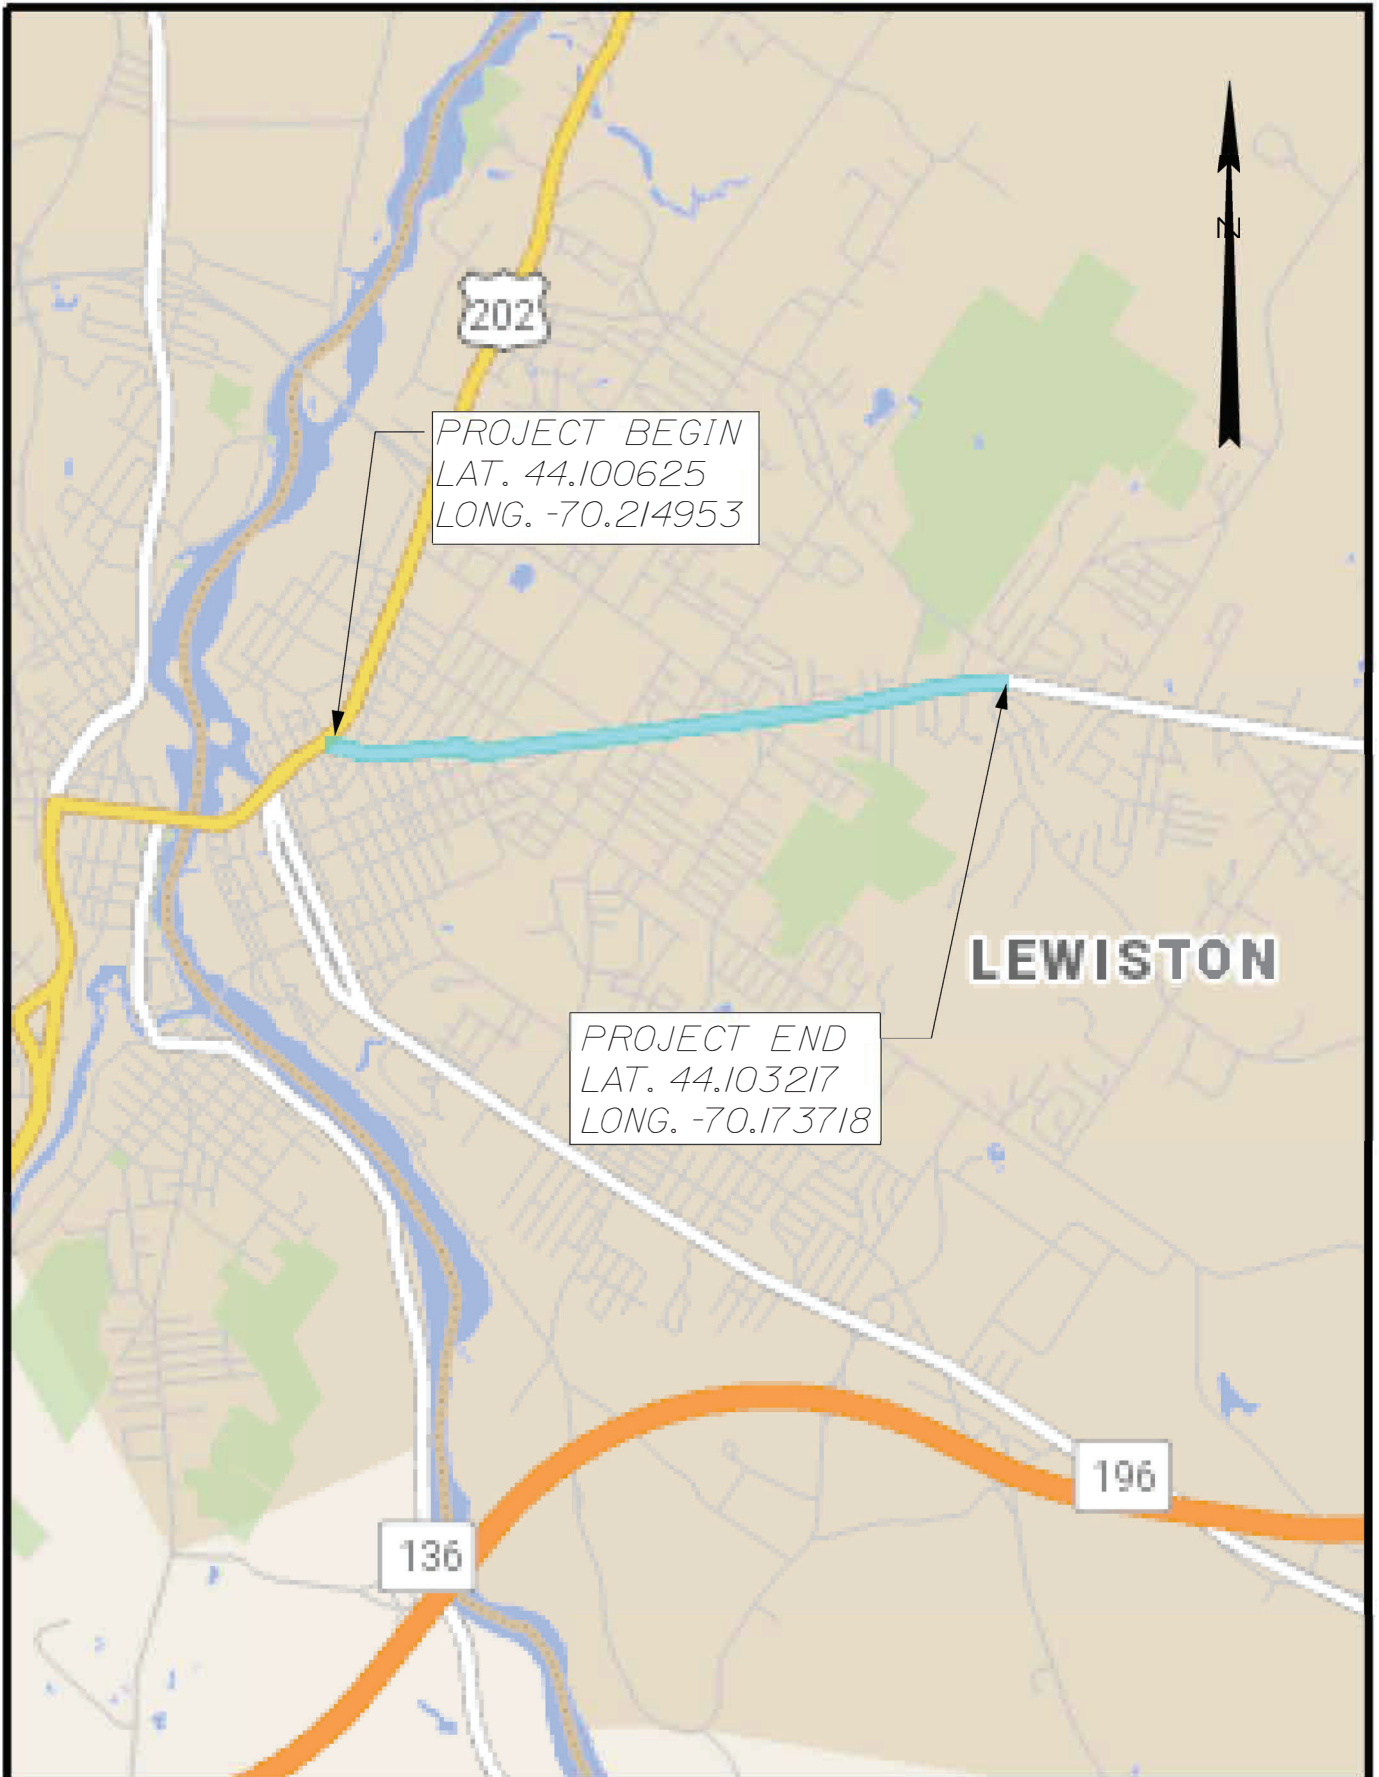 N
202
PROJECT BEGIN
LAT. 44.100625
LONG. -70.214953
LEWISTON
PROJECT END
LAT. 44.103217
LONG. -70.173718
196
136